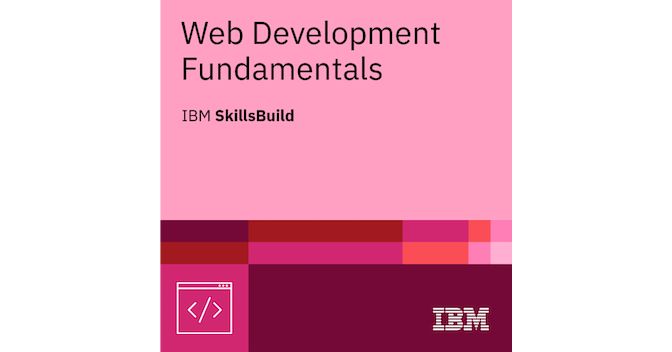 Web Development
Fundamentals
IBM SkillsBuild
</>
IBM